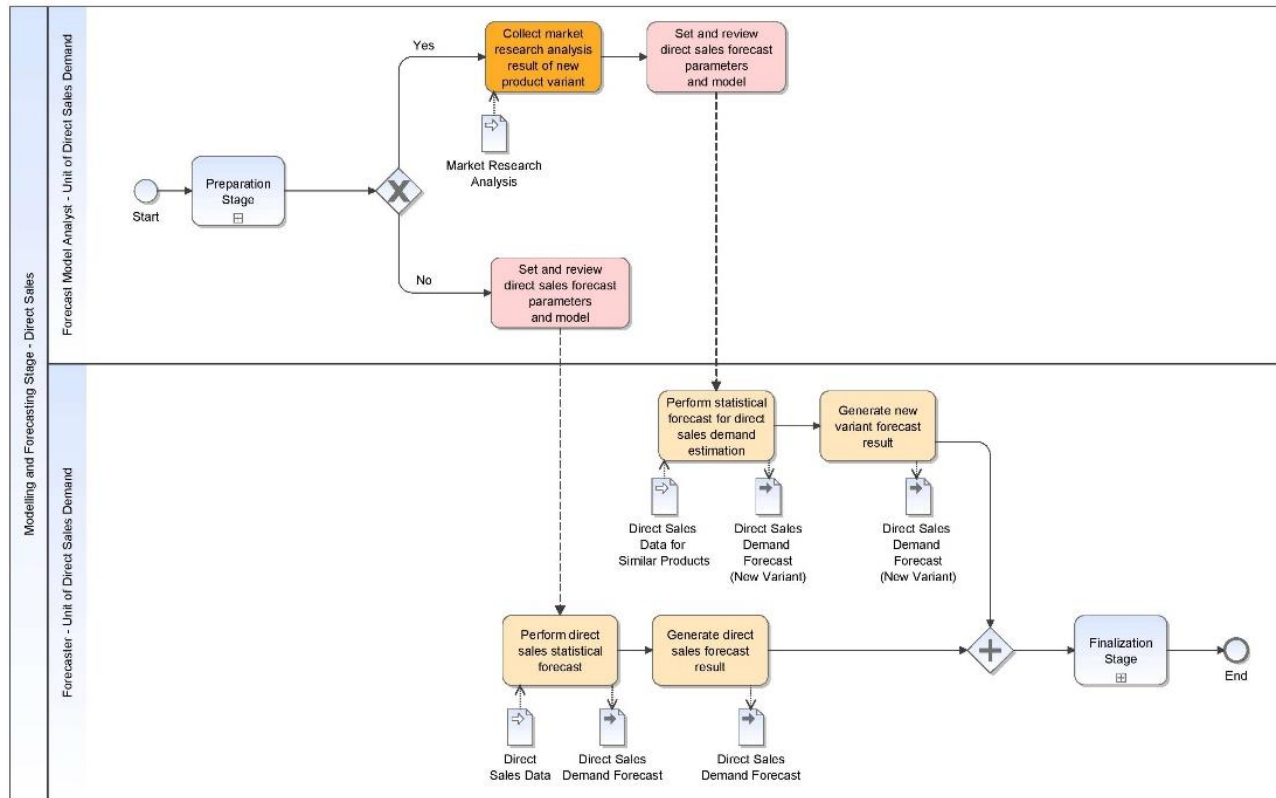 Modelling and Forecasting Stage - Direct Sales
Forecast Model Analyst - Unit of Direct Sales Demand
Start
Preparation
Stage
Yes
No
Collect market
research analysis
result of new
product variant
Market Research
Analysis
Set and review
direct sales forecast
parameters
and model
Set and review
direct sales forecast
parameters
and model
Forecaster - Unit of Direct Sales Demand
Perform statistical
forecast for direct
sales demand
estimation
Generate new
variant forecast
result
Direct Sales
Data for
Similar Products
Direct Sales
Demand
Forecast
(New Variant)
Direct Sales
Demand
Forecast
(New Variant)
Perform direct
sales statistical
forecast
Generate direct
sales forecast
result
Direct
Sales Data
Direct Sales
Demand Forecast
Direct Sales
Demand Forecast
Finalization
Stage
End